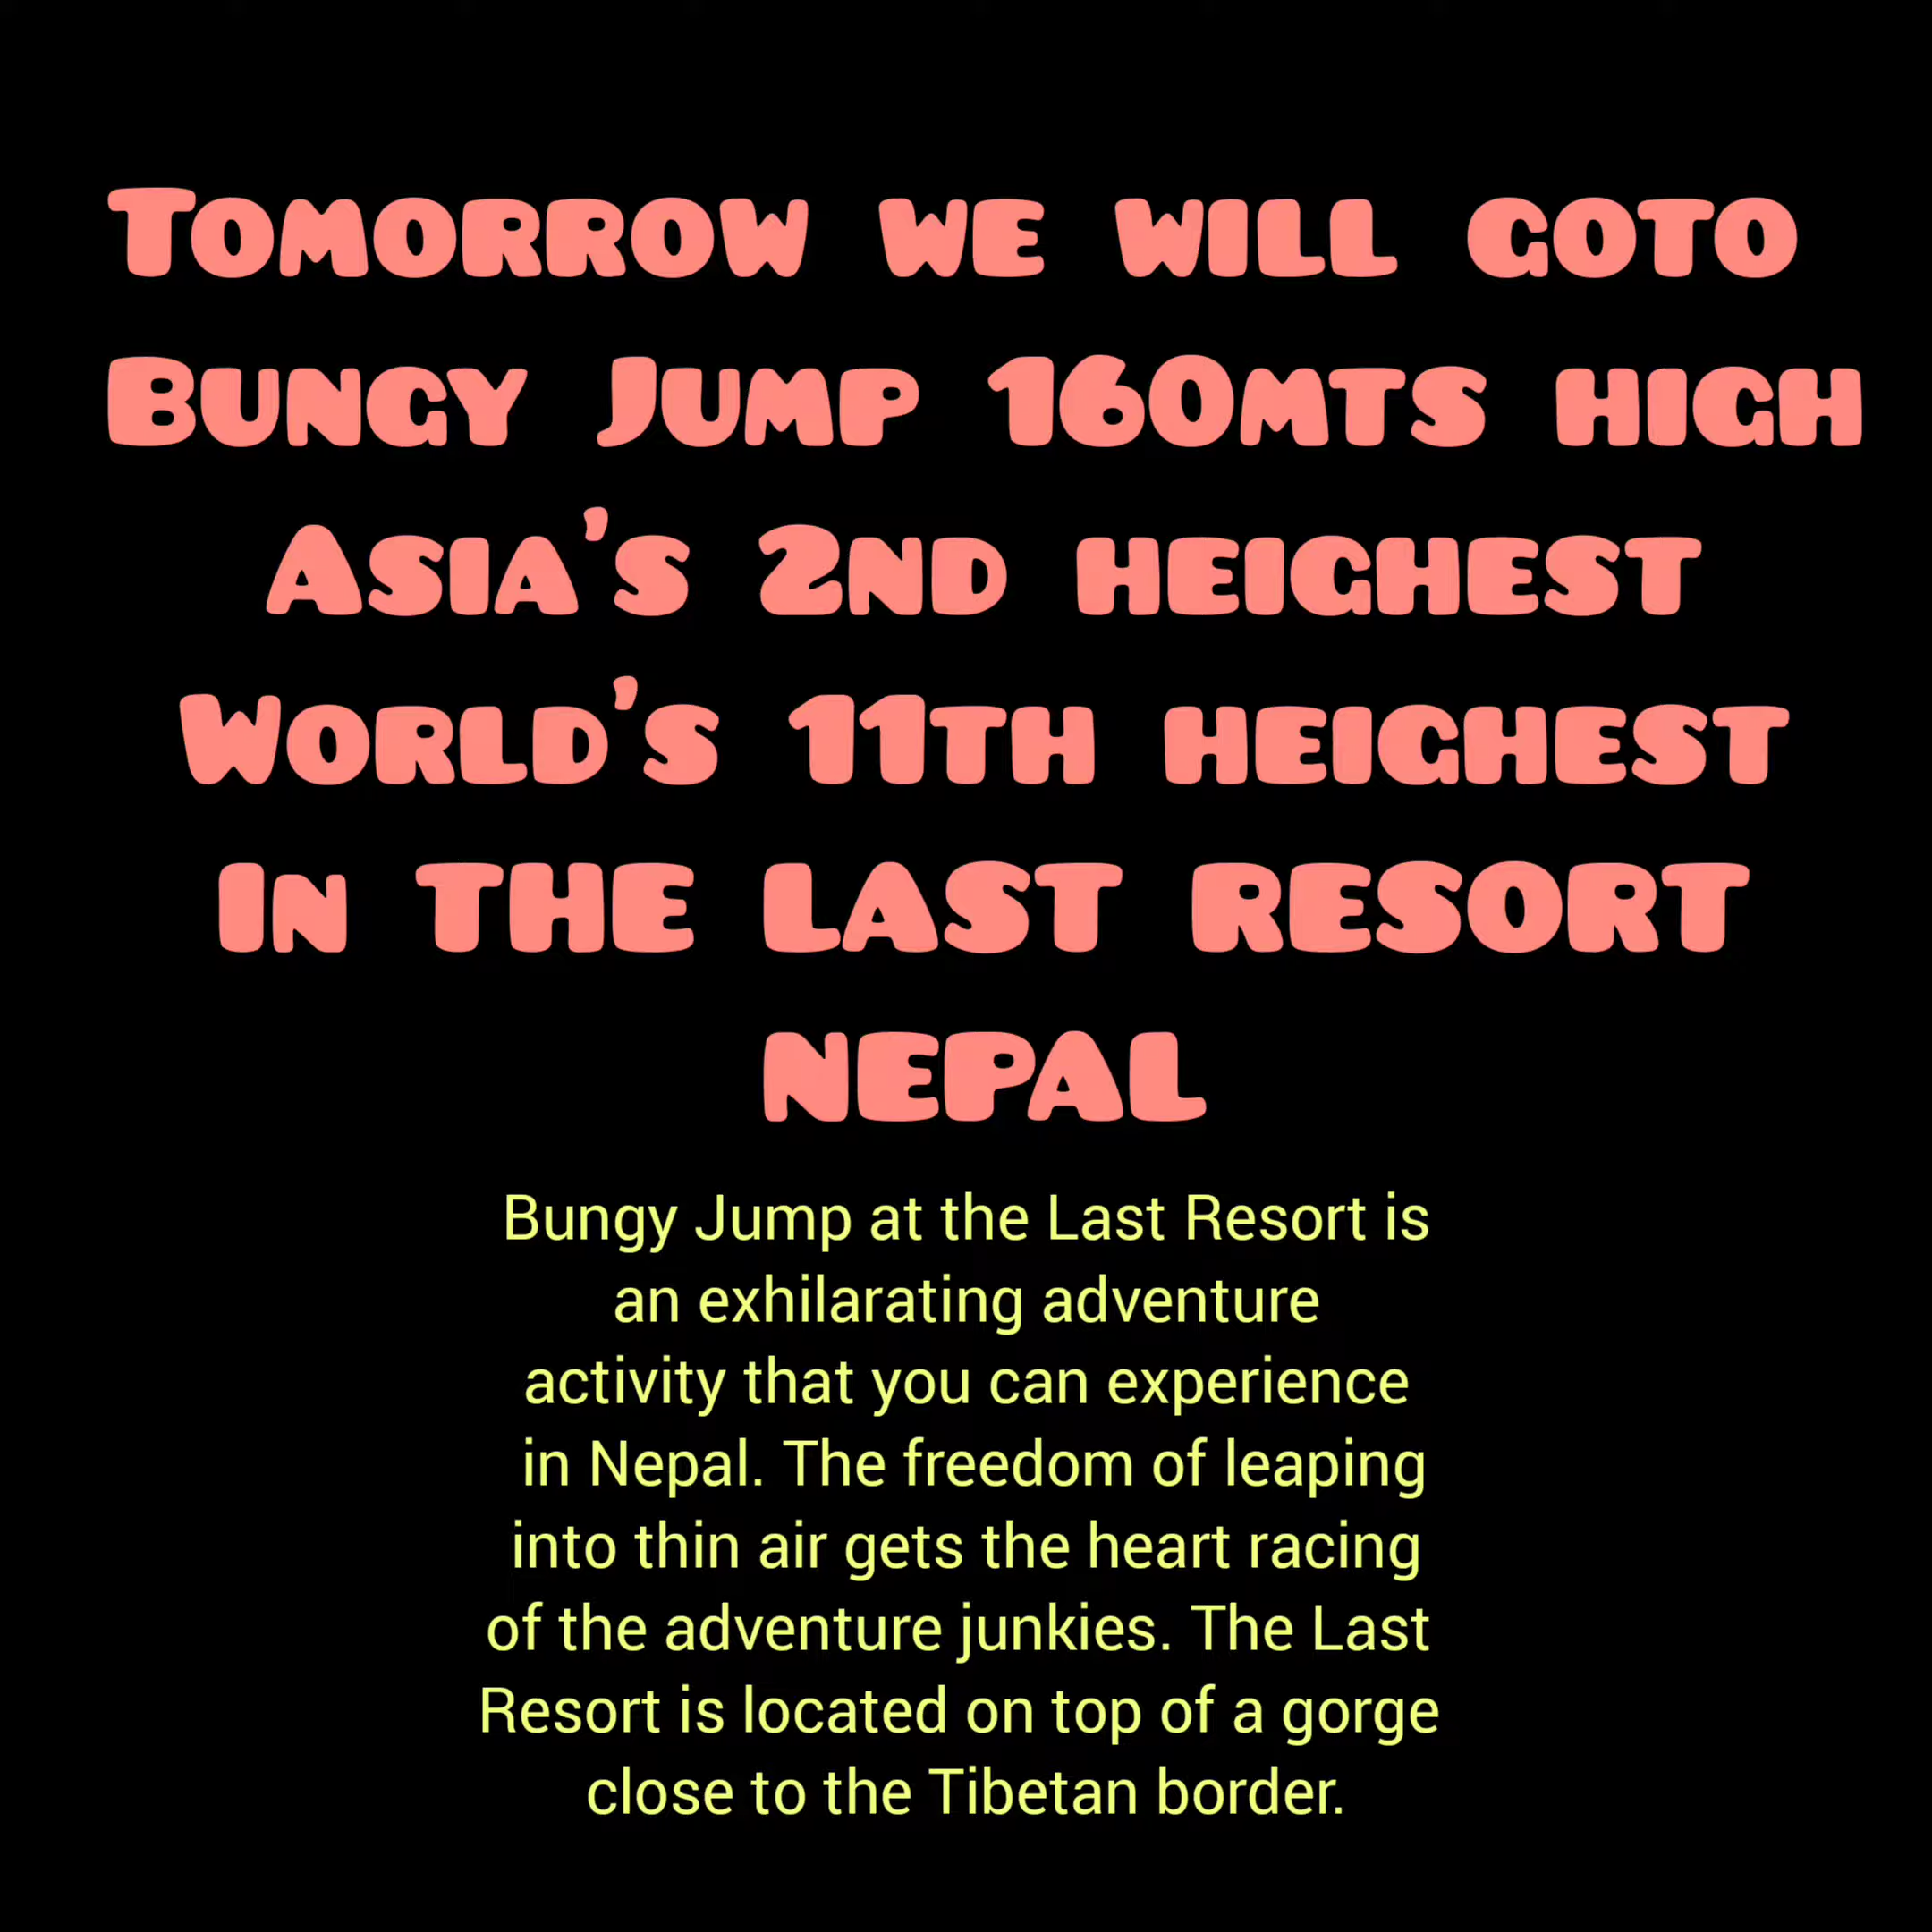 Tomorrow we will goto
Bungy Jump 160mts high
Asia's 2nd heighest
World's 11th heighest
In THE LAST RESORT
NEPAL
Bungy Jump at the Last Resort is
an exhilarating adventure
activity that you can experience
in Nepal. The freedom of leaping
into thin air gets the heart racing
of the adventure junkies. The Last
Resort is located on top of a gorge
close to the Tibetan border.